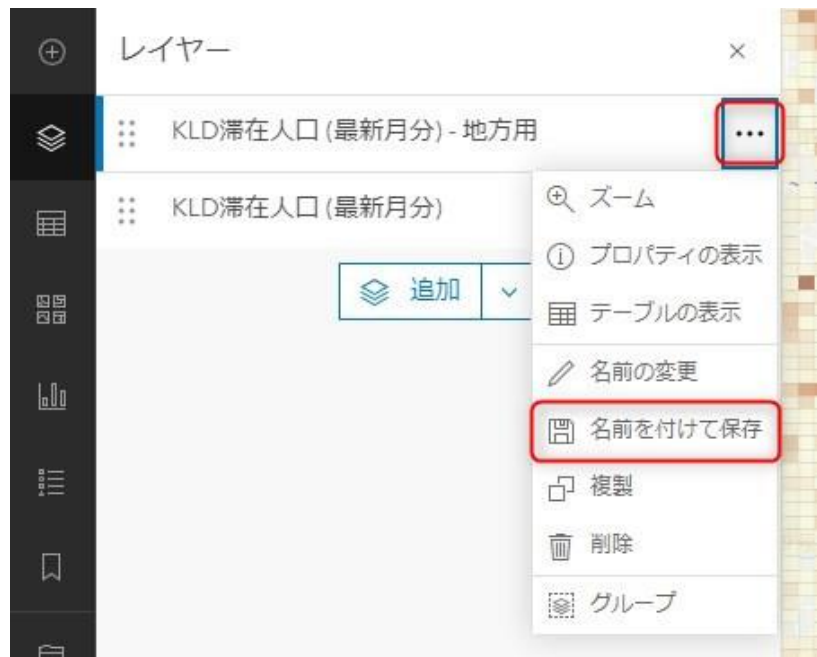 レイヤー
KLD滞在人口 (最新月分) - 地方用
KLD滞在人口 (最新月分)
追加
ズーム
プロパティの表示
テーブルの表示
名前の変更
名前を付けて保存
複製
削除
グループ